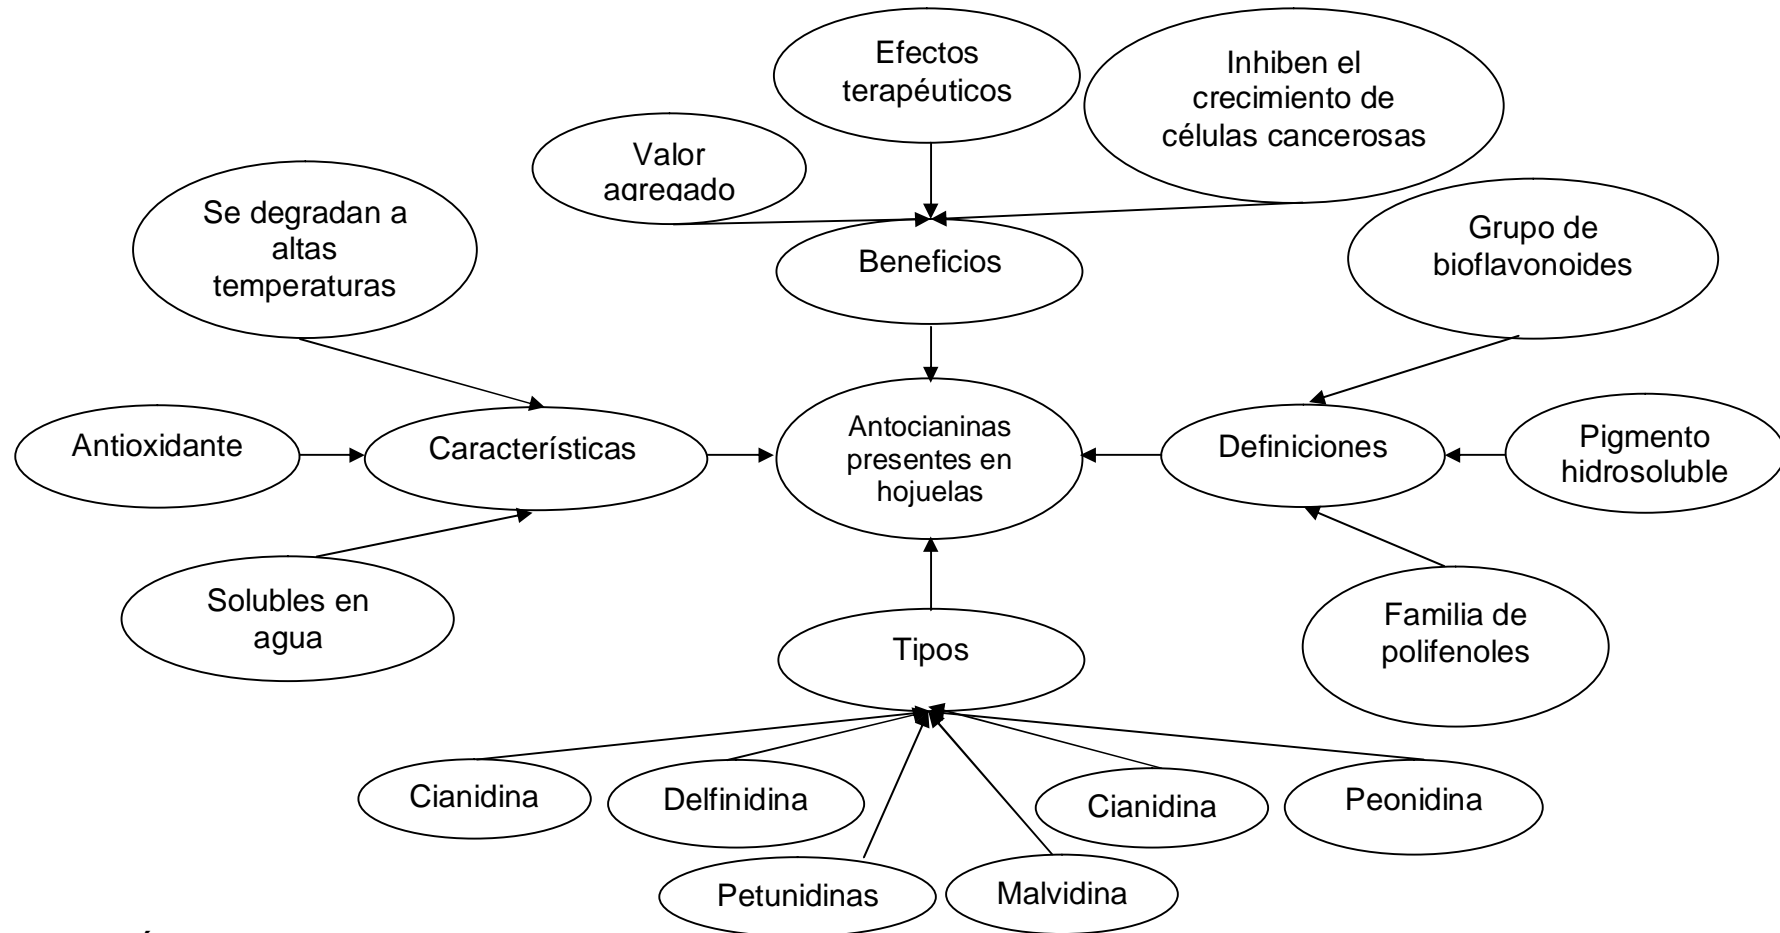 Efectos
terapéuticos
Inhiben el
crecimiento de
células cancerosas
Valor
agregado
Se degradan a
altas
temperaturas
Grupo de
bioflavonoides
Beneficios
Antioxidante
Características
Antocianinas
presentes en
hojuelas
Definiciones
Pigmento
hidrosoluble
Solubles en
agua
Familia de
polifenoles
Tipos
Cianidina
Delfinidina
Cianidina
Peonidina
Petunidinas
Malvidina